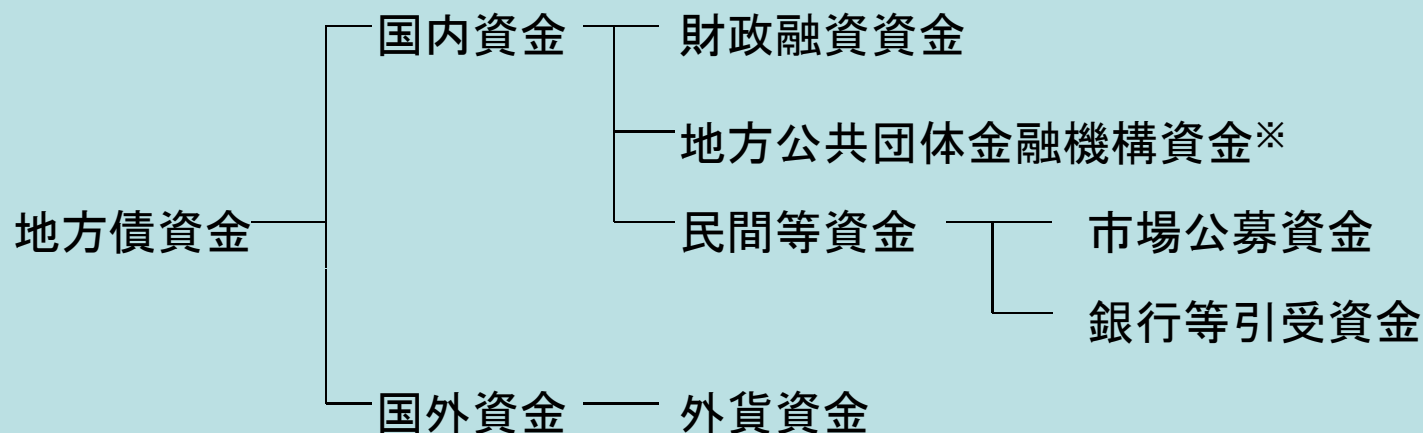 国内資金 財政融資資金
地方公共団体金融機構資金※
地方債資金 民間等資金 市場公募資金
銀行等引受資金
国外資金 外貨資金